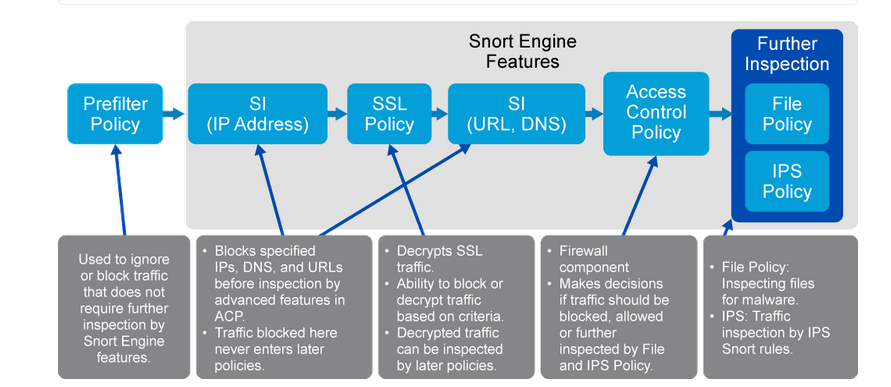 Snort Engine
Features
Further
Inspection
Prefilter
Policy
SI
(IP Address)
SSL
Policy
SI
(URL, DNS)
Access
Control
Policy
File
Policy
IPS
Policy
Used to ignore
or block traffic
that does not
require further
inspection by
Snort Engine
features.
• Blocks specified
IPs, DNS, and URLs
before inspection by
advanced features in
ACP.
• Traffic blocked here
never enters later
policies.
• Decrypts SSL
traffic.
• Ability to block or
decrypt traffic
based on criteria.
• Decrypted traffic
can be inspected
by later policies.
• Firewall
component
• Makes decisions
if traffic should be
blocked, allowed
or further
inspected by File
and IPS Policy.
• File Policy:
Inspecting files
for malware.
• IPS: Traffic
inspection by IPS
Snort rules.